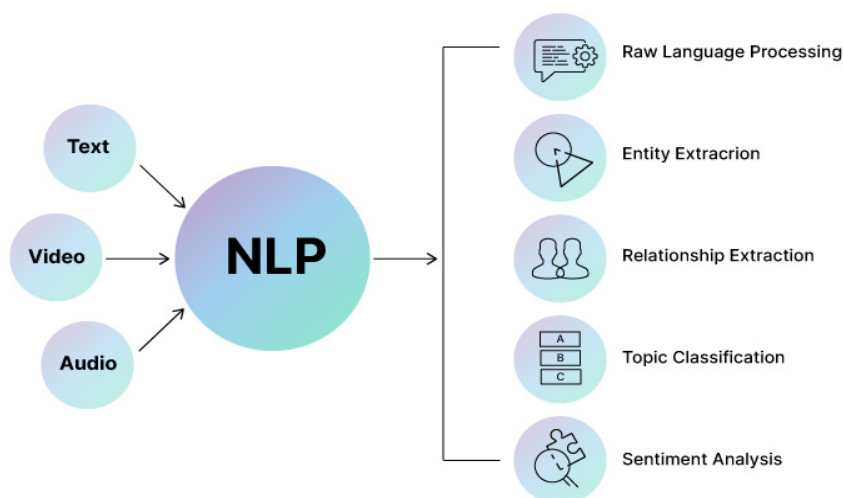 Text
Video
Audio
NLP
Raw Language Processing
Entity Extracrion
Relationship Extraction
A
B
C
Topic Classification
Sentiment Analysis